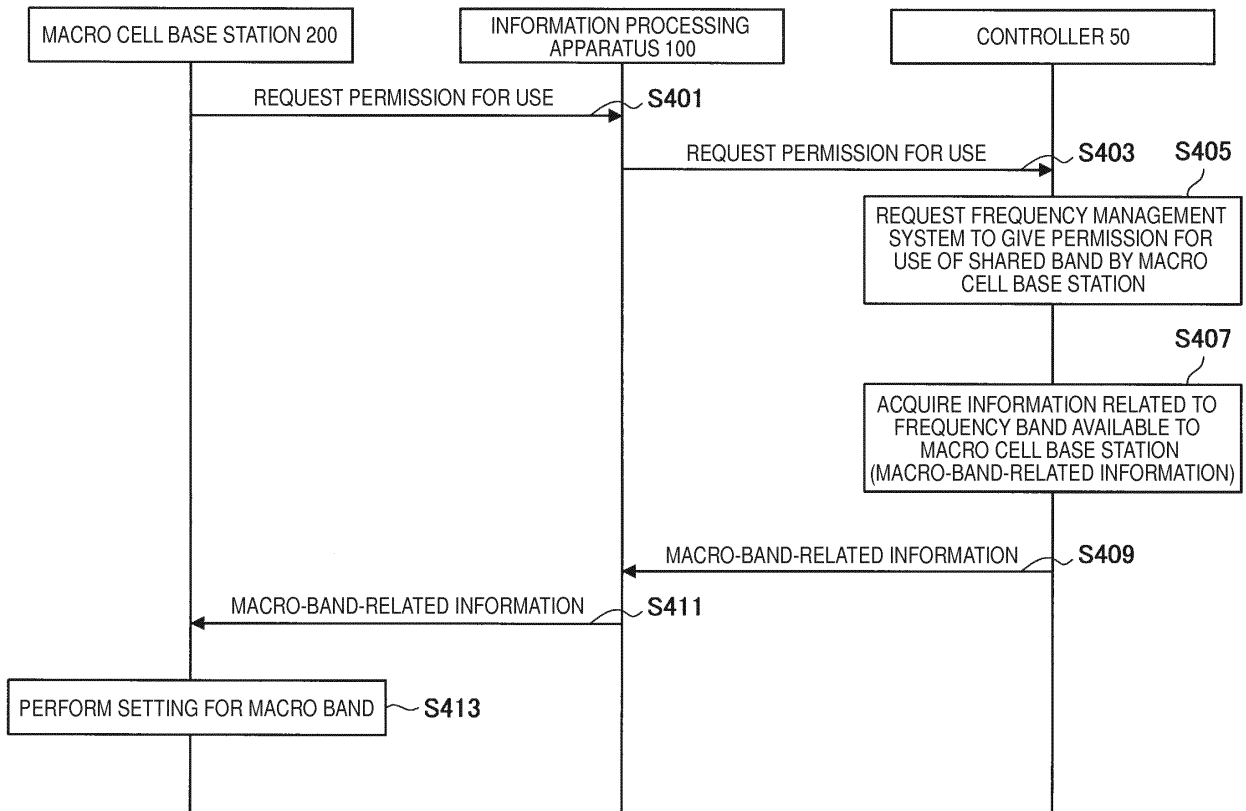 MACRO CELL BASE STATION 200
INFORMATION PROCESSING
APPARATUS 100
CONTROLLER 50
REQUEST PERMISSION FOR USE
S401
REQUEST PERMISSION FOR USE
S403
S405
REQUEST FREQUENCY MANAGEMENT
SYSTEM TO GIVE PERMISSION FOR
USE OF SHARED BAND BY MACRO
CELL BASE STATION
S407
ACQUIRE INFORMATION RELATED TO
FREQUENCY BAND AVAILABLE TO
MACRO CELL BASE STATION
(MACRO-BAND-RELATED INFORMATION)
MACRO-BAND-RELATED INFORMATION
S409
MACRO-BAND-RELATED INFORMATION
S411
PERFORM SETTING FOR MACRO BAND
S413